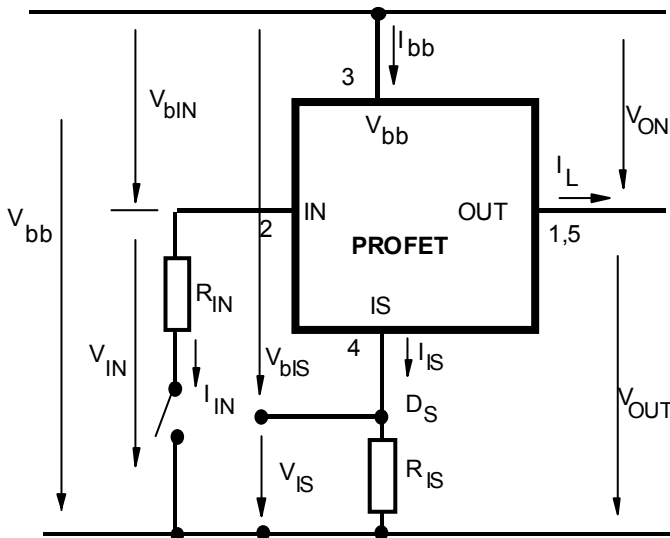 I bb
3
V bb
V bIN
V ON
I L
V bb
IN
OUT
2
PROFET
1,5
R IN
IS
4
I IS
V IN
V bIS
I IN
D S
V OUT
V IS
R IS